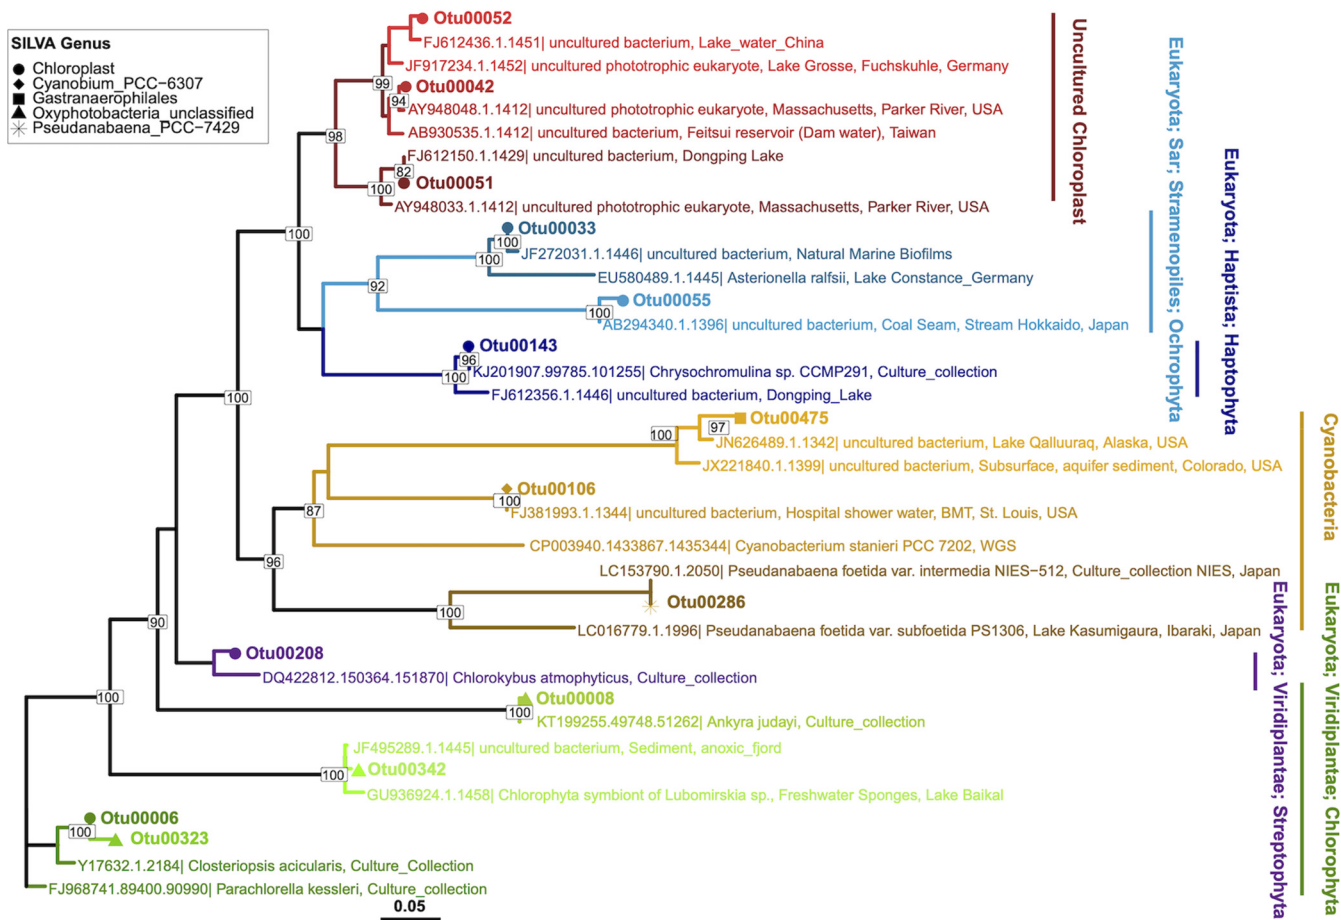 SILVA Genus
Chloroplast
Cyanobium_PCC−6307
Gastranaerophilales
Oxyphotobacteria_unclassified
Pseudanabaena_PCC−7429
Otu00052
FJ612436.1.1451| uncultured bacterium, Lake_water_China
JF917234.1.1452| uncultured phototrophic eukaryote, Lake Grosse, Fuchskuhle, Germany
99
Otu00042
94
AY948048.1.1412| uncultured phototrophic eukaryote, Massachusetts, Parker River, USA
98
AB930535.1.1412| uncultured bacterium, Feitsui reservoir (Dam water), Taiwan
FJ612150.1.1429| uncultured bacterium, Dongping Lake
82
100
Otu00051
AY948033.1.1412| uncultured phototrophic eukaryote, Massachusetts, Parker River, USA
Uncultured Chloroplast
100
Otu00033
100
JF272031.1.1446| uncultured bacterium, Natural Marine Biofilms
100
EU580489.1.1445| Asterionella ralfsii, Lake Constance_Germany
92
Otu00055
100
AB294340.1.1396| uncultured bacterium, Coal Seam, Stream Hokkaido, Japan
Eukaryota; Sar; Stramenopiles; Ochrophyta
Otu00143
96
KJ201907.99785.101255| Chrysochromulina sp. CCMP291, Culture_collection
100
FJ612356.1.1446| uncultured bacterium, Dongping_Lake
Eukaryota; Haptista; Haptophyta
100
Otu00475
97
100
JN626489.1.1342| uncultured bacterium, Lake Qalluuraq, Alaska, USA
JX221840.1.1399| uncultured bacterium, Subsurface, aquifer sediment, Colorado, USA
Otu00106
100
FJ381993.1.1344| uncultured bacterium, Hospital shower water, BMT, St. Louis, USA
87
CP003940.1433867.1435344| Cyanobacterium stanieri PCC 7202, WGS
96
LC153790.1.2050| Pseudanabaena foetida var. intermedia NIES−512, Culture_collection NIES, Japan
Otu00286
100
LC016779.1.1996| Pseudanabaena foetida var. subfoetida PS1306, Lake Kasumigaura, Ibaraki, Japan
Cyanobacteria
90
Otu00208
DQ422812.150364.151870| Chlorokybus atmophyticus, Culture_collection
Eukaryota; Viridiplantae; Streptophyta
100
Otu00008
100
KT199255.49748.51262| Ankyra judayi, Culture_collection
JF495289.1.1445| uncultured bacterium, Sediment, anoxic_fjord
100
Otu00342
GU936924.1.1458| Chlorophyta symbiont of Lubomirskia sp., Freshwater Sponges, Lake Baikal
Otu00006
100
Otu00323
Y17632.1.2184| Closteriopsis acicularis, Culture_Collection
FJ968741.89400.90990| Parachlorella kessleri, Culture_collection
Eukaryota; Viridiplantae; Chlorophyta
0.05